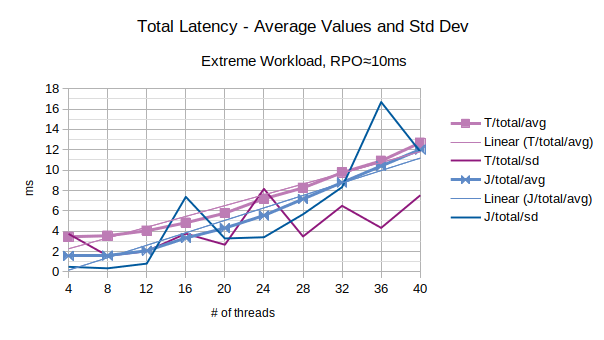 Total Latency - Average Values and Std Dev
Extreme Workload, RPO≈10ms
18
16
14
12
10
8
6
4
2
0
ms
4 8 12 16 20 24 28 32 36 40
# of threads
T/total/avg
Linear (T/total/avg)
T/total/sd
J/total/avg
Linear (J/total/avg)
J/total/sd